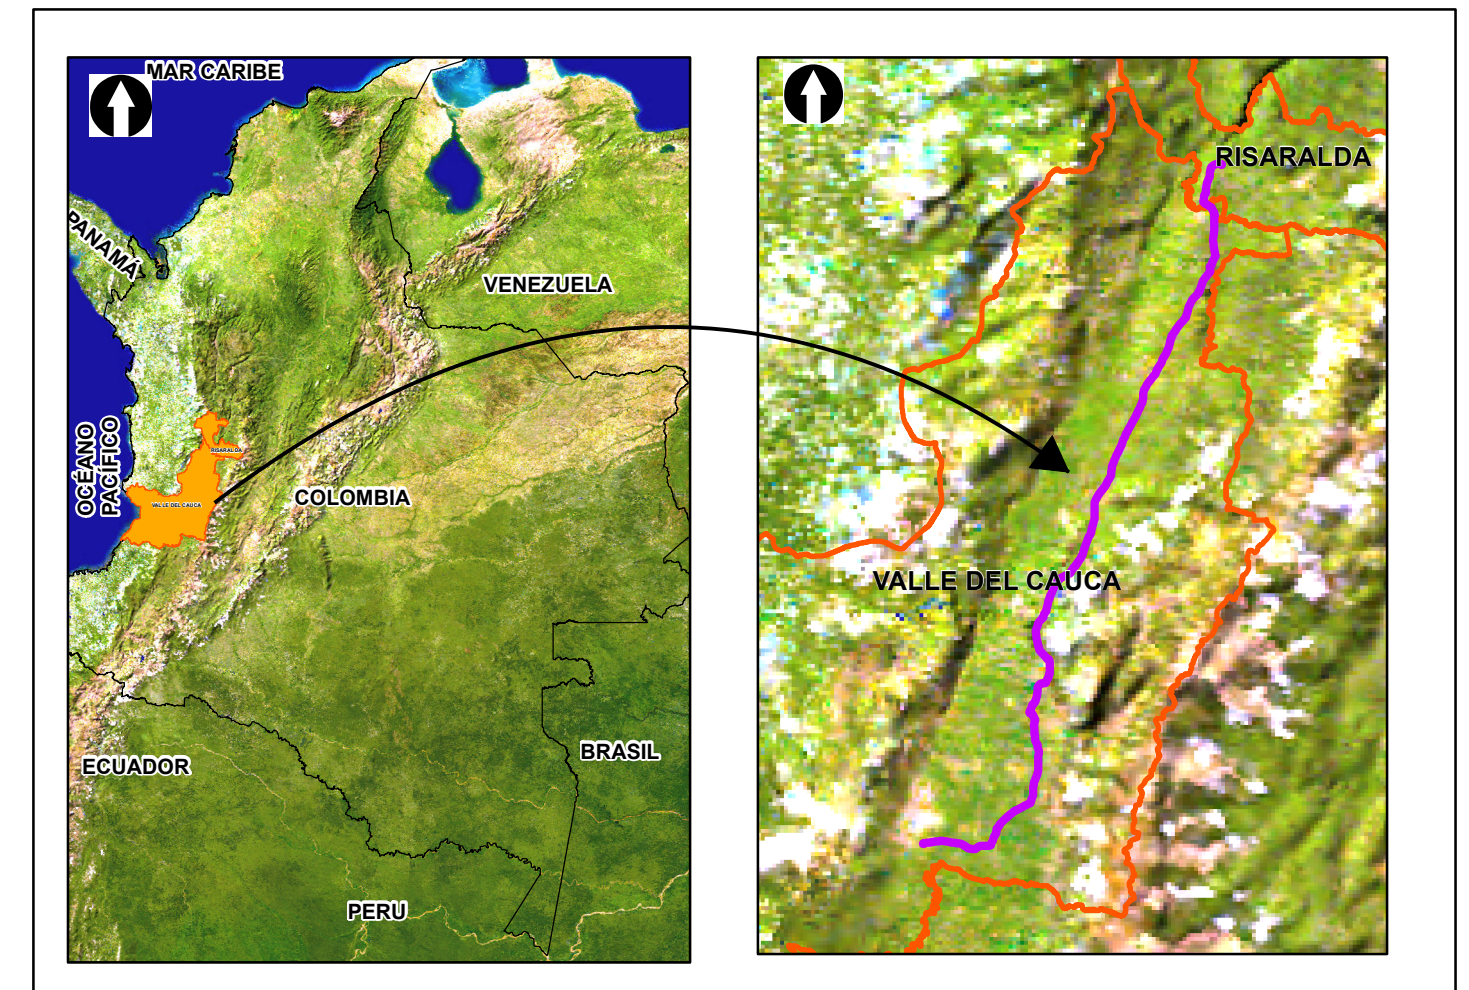 MAR CARIBE
PANAMÁ
VENEZUELA
OCÉANO
PACÍFICO
RISARALDA
VALLE DEL CAUCA
COLOMBIA
BRASIL
ECUADOR
PERU
RISARALDA
VALLE DEL CAUCA